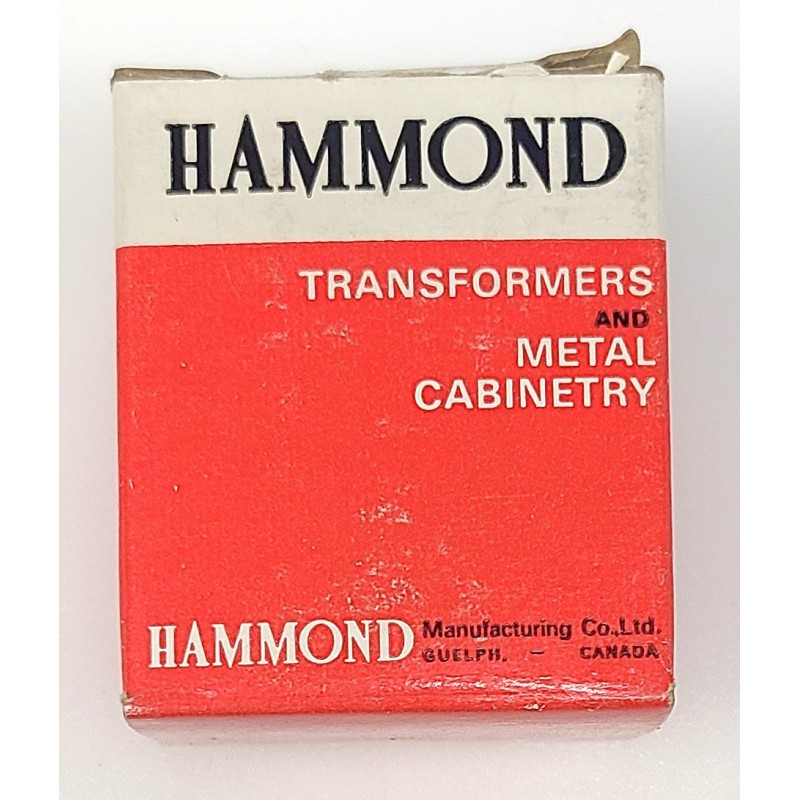 HAMMOND
TRANSFORMERS
AND
METAL
CABINETRY
HAMMOND Manufacturing Co.,Ltd.
GUELPH. – CANADA